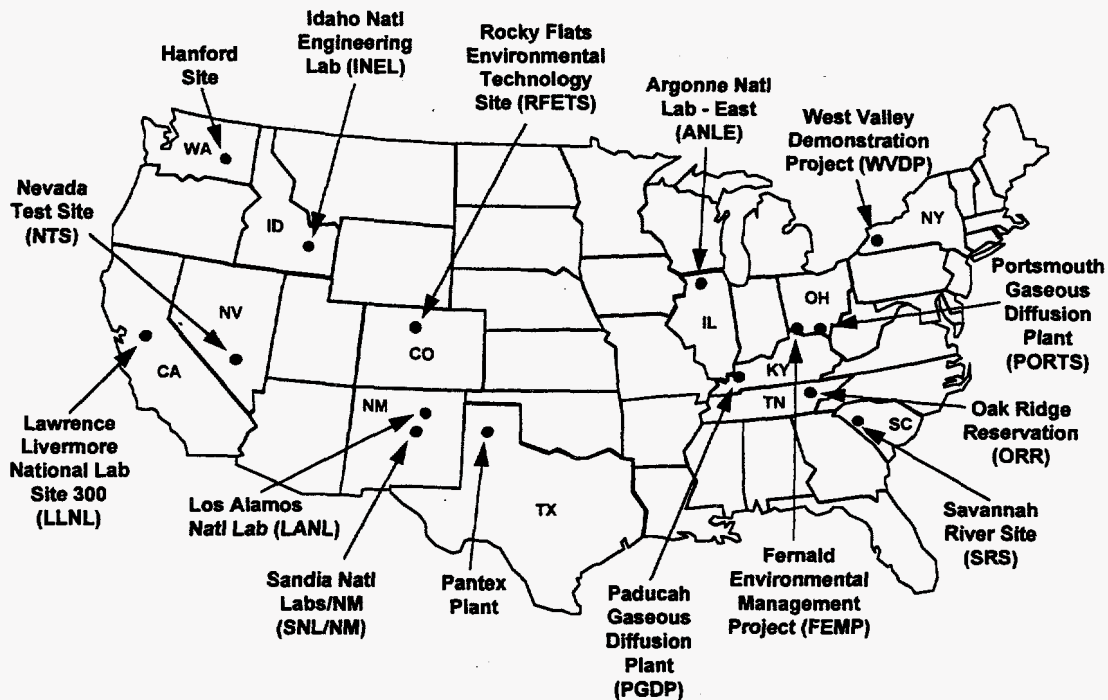 Idaho Natl
Engineering
Lab (INEL)
Rocky Flats
Environmental
Technology
Site (RFETS)
Hanford
Site
Argonne Natl
Lab - East
(ANLE)
West Valley
Demonstration
Project (WVDP)
WA
Nevada
Test Site
(NTS)
ID
NY
Portsmouth
Gaseous
Diffusion
Plant
(PORTS)
NV
CO
IL
OH
CA
KY
TN
NM
SC
Oak Ridge
Reservation
(ORR)
Lawrence
Livermore
National Lab
Site 300
(LLNL)
Los Alamos
Natl Lab (LANL)
TX
Savannah
River Site
(SRS)
Sandia Natl
Labs/NM
(SNL/NM)
Pantex
Plant
Paducah
Gaseous
Diffusion
Plant
(PGDP)
Fernald
Environmental
Management
Project (FEMP)